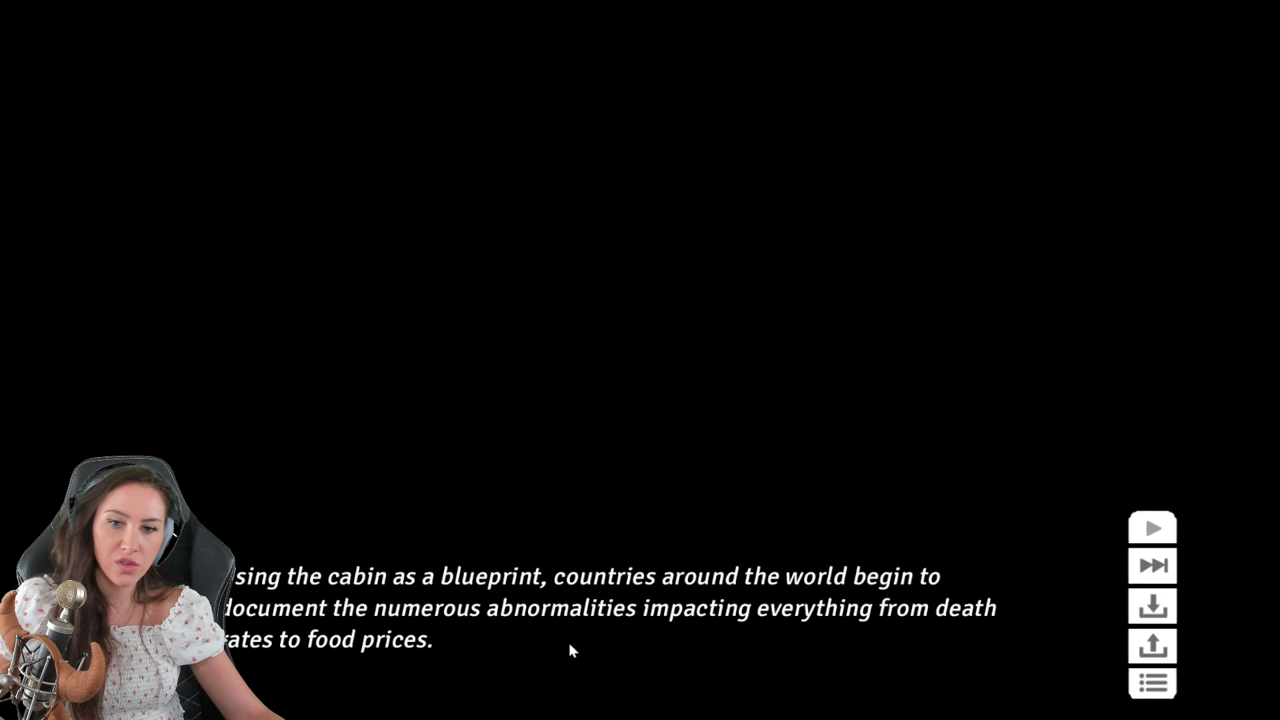 sing the cabin as a blueprint, countries around the world begin to
document the numerous abnormalities impacting everything from death
rates to food prices.